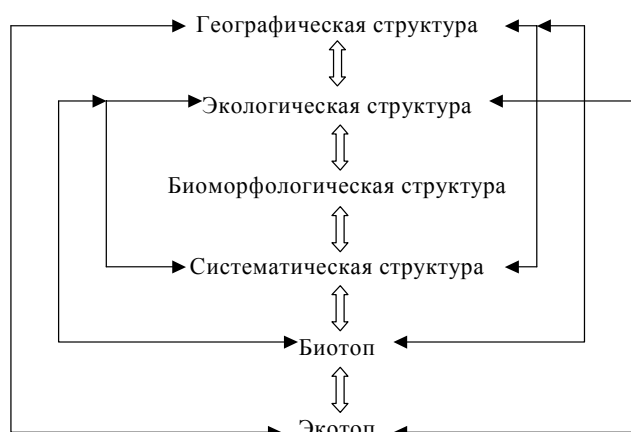 Географическая структура
Экологическая структура
Биоморфологическая структура
Систематическая структура
Биотоп
Экотоп